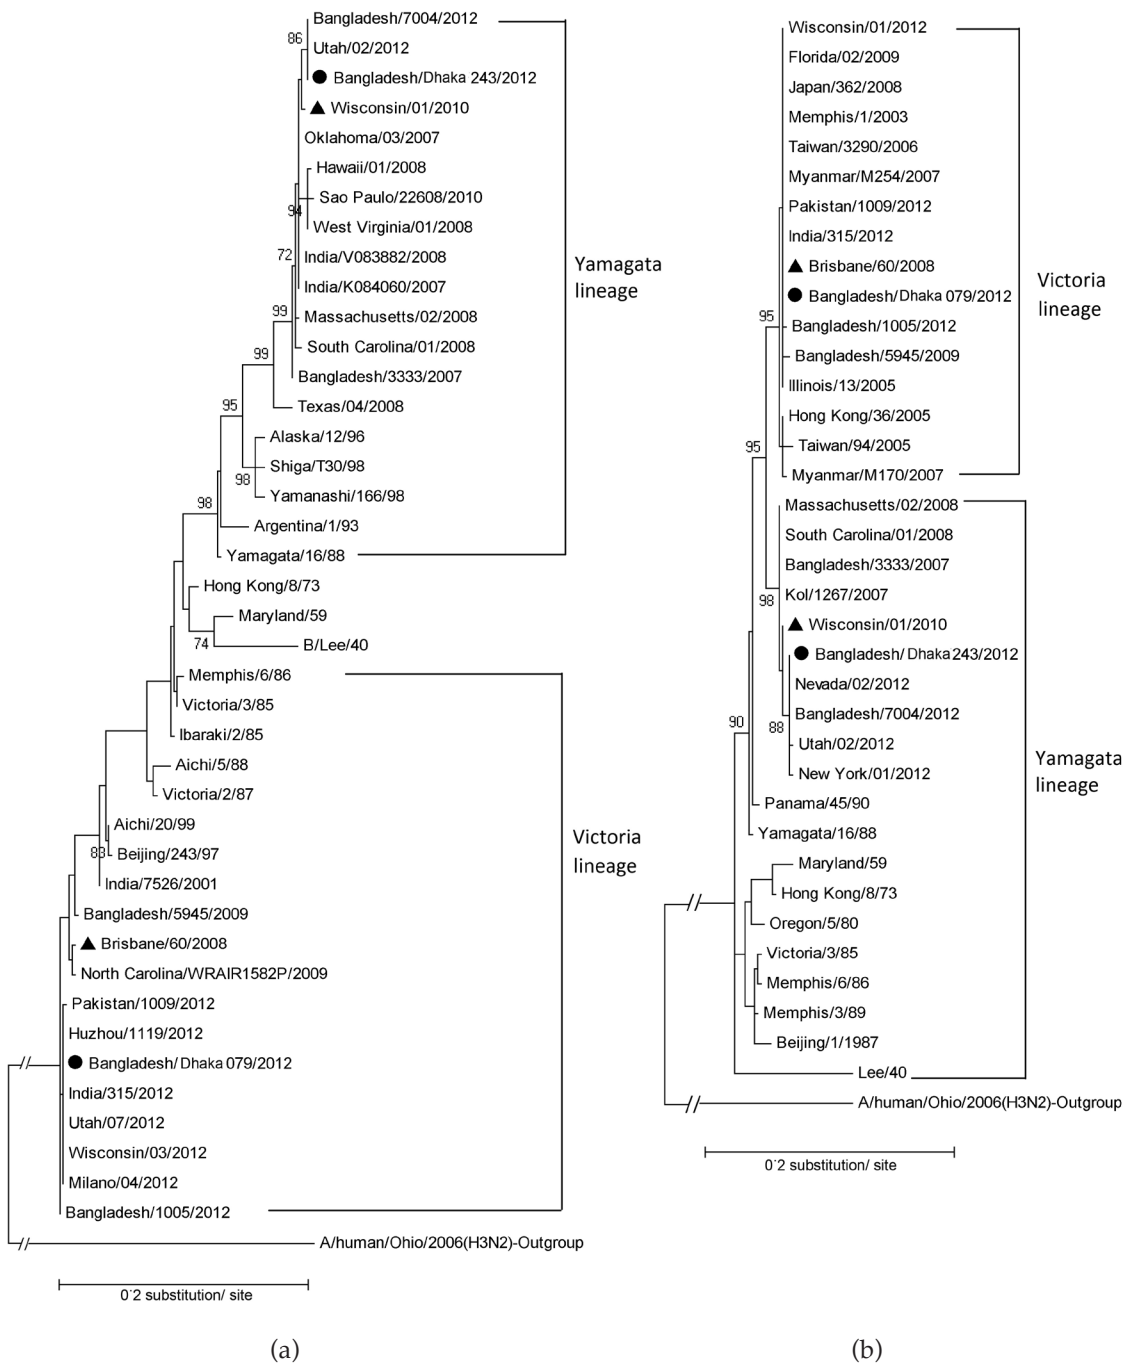 Bangladesh/7004/2012
86
Utah/02/2012
Bangladesh/Dhaka 243/2012
Wisconsin/01/2010
Oklahoma/03/2007
Hawaii/01/2008
Sao Paulo/22608/2010
94
West Virginia/01/2008
72
India/V083882/2008
Yamagata
lineage
India/K084060/2007
99
Massachusetts/02/2008
South Carolina/01/2008
99
Bangladesh/3333/2007
95
Texas/04/2008
Alaska/12/96
Shiga/T30/98
98
Yamanashi/166/98
98
Argentina/1/93
Yamagata/16/88
Hong Kong/8/73
Maryland/59
74
B/Lee/40
Memphis/6/86
Victoria/3/85
Ibaraki/2/85
Aichi/5/88
Victoria/2/87
Aichi/20/99
Victoria
lineage
83
Beijing/243/97
India/7526/2001
Bangladesh/5945/2009
Brisbane/60/2008
North Carolina/WRAIR1582P/2009
Pakistan/1009/2012
Huzhou/1119/2012
Bangladesh/Dhaka 079/2012
India/315/2012
Utah/07/2012
Wisconsin/03/2012
Milano/04/2012
Bangladesh/1005/2012
A/human/Ohio/2006(H3N2)-Outgroup
0.2 substitution/ site
(a)
Wisconsin/01/2012
Florida/02/2009
Japan/362/2008
Memphis/1/2003
Taiwan/3290/2006
Myanmar/M254/2007
Pakistan/1009/2012
India/315/2012
Brisbane/60/2008
Victoria
lineage
Bangladesh/Dhaka 079/2012
95
Bangladesh/1005/2012
Bangladesh/5945/2009
Illinois/13/2005
Hong Kong/36/2005
95
Taiwan/94/2005
Myanmar/M170/2007
Massachusetts/02/2008
South Carolina/01/2008
Bangladesh/3333/2007
98
Kol/1267/2007
Wisconsin/01/2010
Bangladesh/ Dhaka 243/2012
Nevada/02/2012
90
88
Bangladesh/7004/2012
Utah/02/2012
Yamagata
lineage
New York/01/2012
Panama/45/90
Yamagata/16/88
Maryland/59
Hong Kong/8/73
Oregon/5/80
Victoria/3/85
Memphis/6/86
Memphis/3/89
Beijing/1/1987
Lee/40
A/human/Ohio/2006(H3N2)-Outgroup
0.2 substitution/ site
(b)